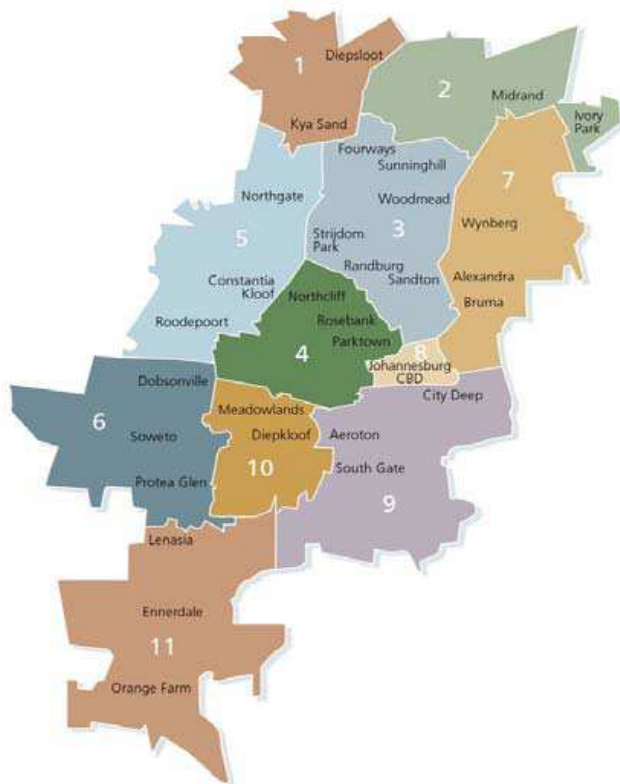 Diepsloot
1
2
Midrand
Ivory
Park
Kya Sand
Fourways
Sunninghill
7
Northgate
Woodmead
Wynberg
5
Strijdom
Park
3
Constantia
Kloof
Randburg
Sandton
Alexandra
Northcliff
Bruma
Roodepoort
Rosebank
Parktown
4
8
Johannesburg
CBD
Dobsonville
City Deep
6
Meadowlands
Soweto
Diepkloof
Aeroton
10
South Gate
Protea Glen
9
Lenasia
Ennerdale
11
Orange Farm